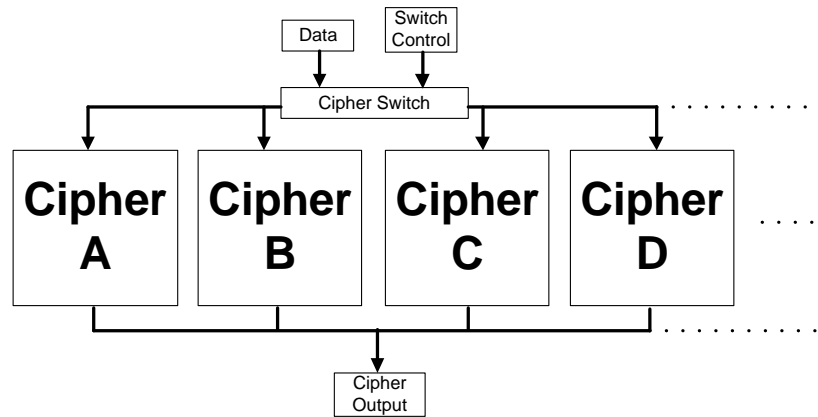 Data
Switch
Control
Cipher Switch
Cipher
A
Cipher
B
Cipher
C
Cipher
D
Cipher
Output